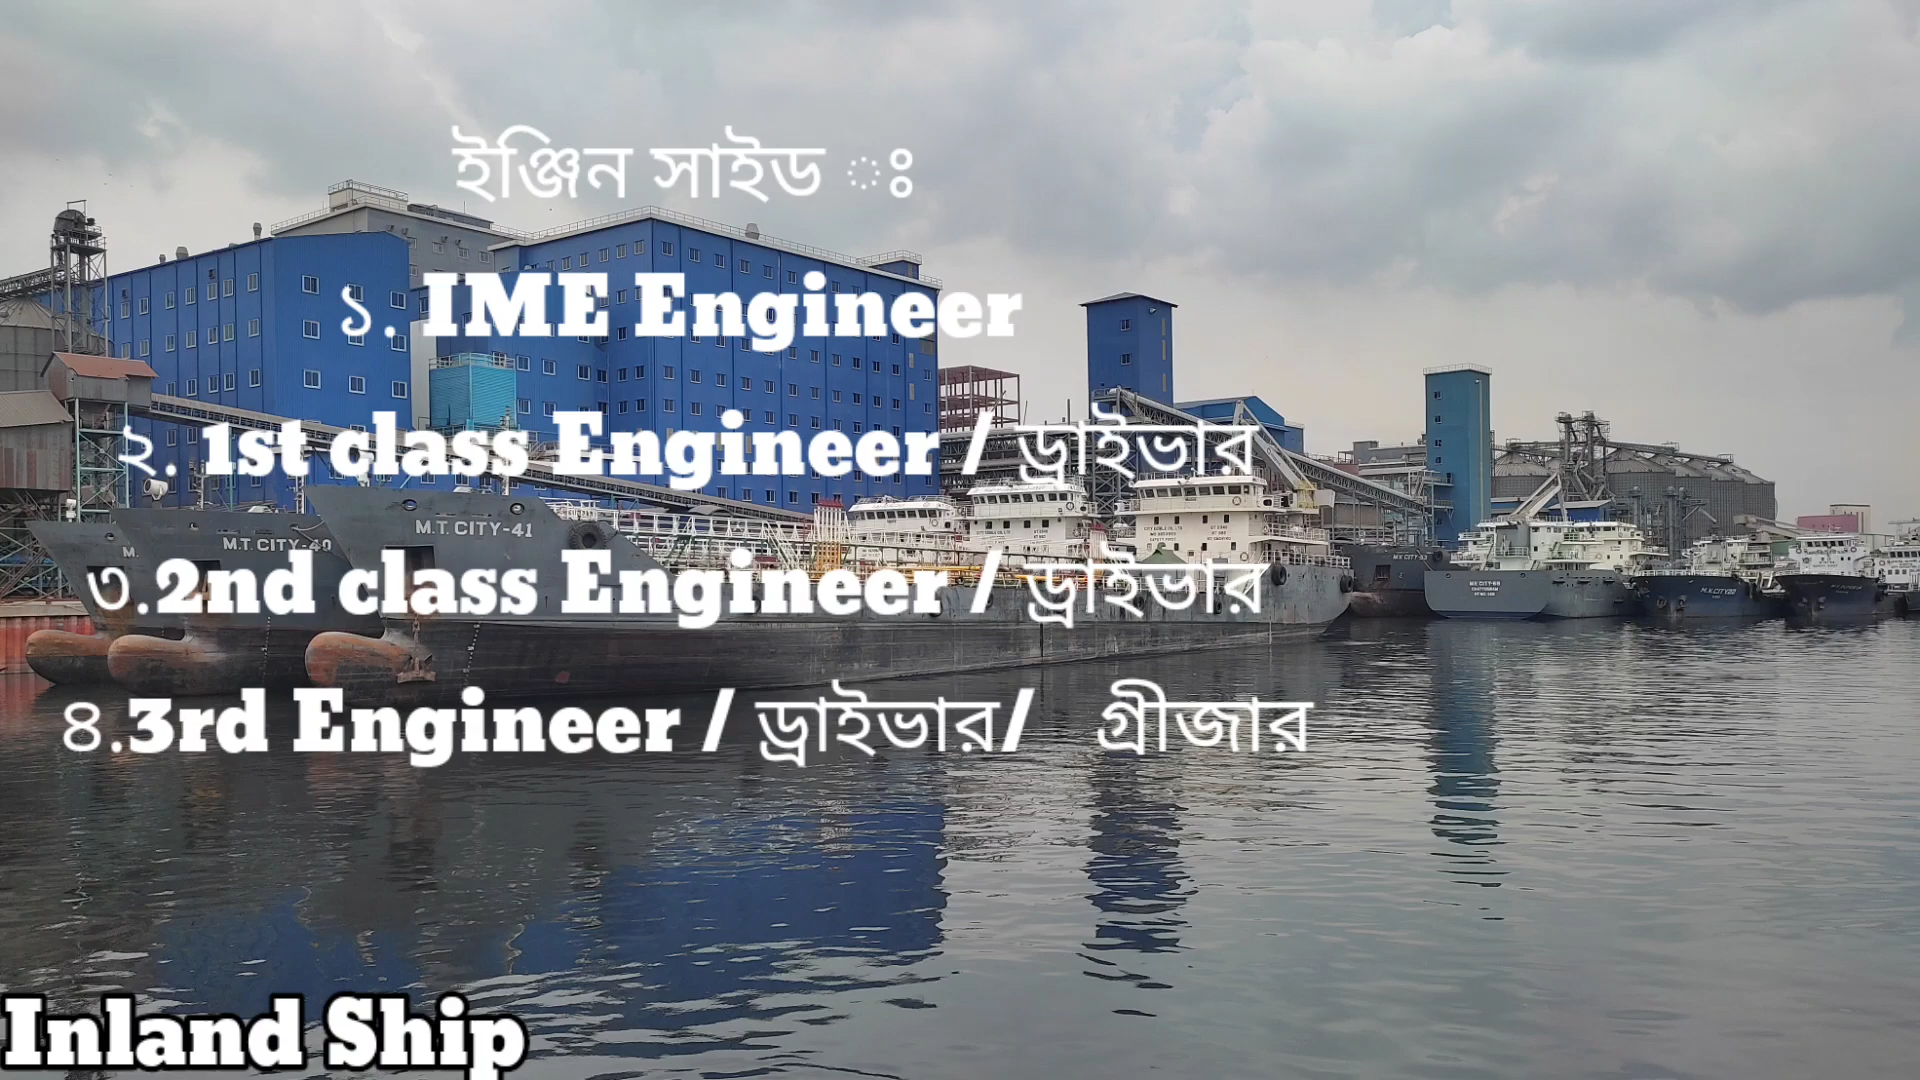 ইঞ্জিন সাইড ঃ
১. IME Engineer
২. 1st class Engineer / ড্রাইভার
৩.2nd class Engineer / ড্রাইভার
৪.3rd Engineer / ড্রাইভার/ গ্রীজার
M.T. CITY-41
M.T. CITY-40
M.
Inland Ship